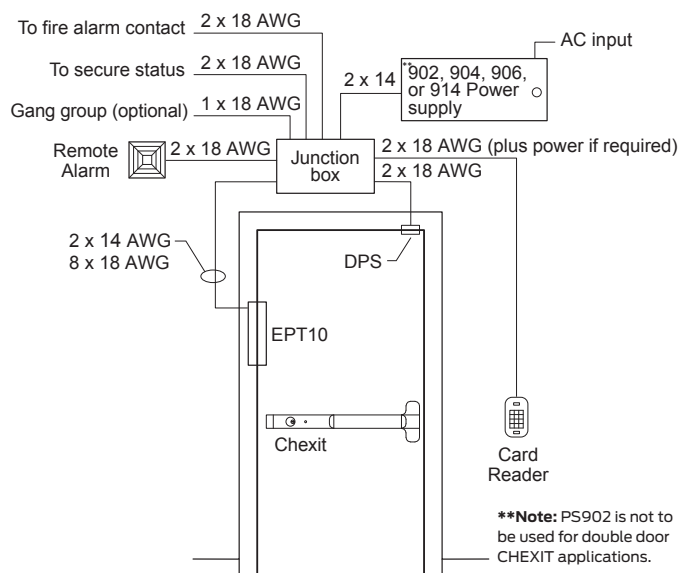 To fire alarm contact
2 x 18 AWG
To secure status
2 x 18 AWG
Gang group (optional)
1 x 18 AWG
Remote
Alarm
2 x 18 AWG
Junction
box
2 x 14
**902, 904, 906,
or 914 Power
supply
AC input
2 x 18 AWG (plus power if required)
2 x 18 AWG
2 x 14 AWG
8 x 18 AWG
DPS
EPT10
Chexit
Card
Reader
**Note: PS902 is not to
be used for double door
CHEXIT applications.